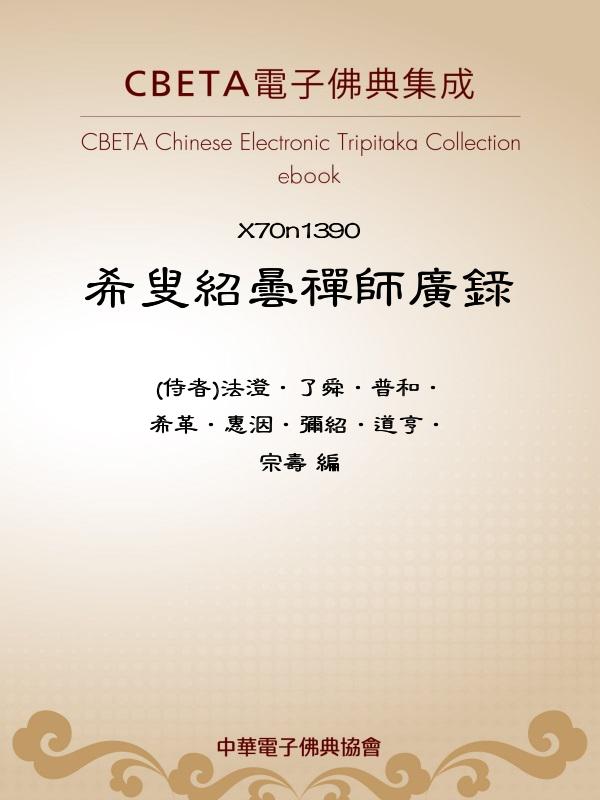 CBETA電子佛典集成
CBETA Chinese Electronic Tripitaka Collection
ebook
X70n1390
希叟紹曇禪師廣錄
(侍者)法澄．了舜．普和．
希革．惠洇．彌紹．道亨．
宗壽 編
中華電子佛典協會